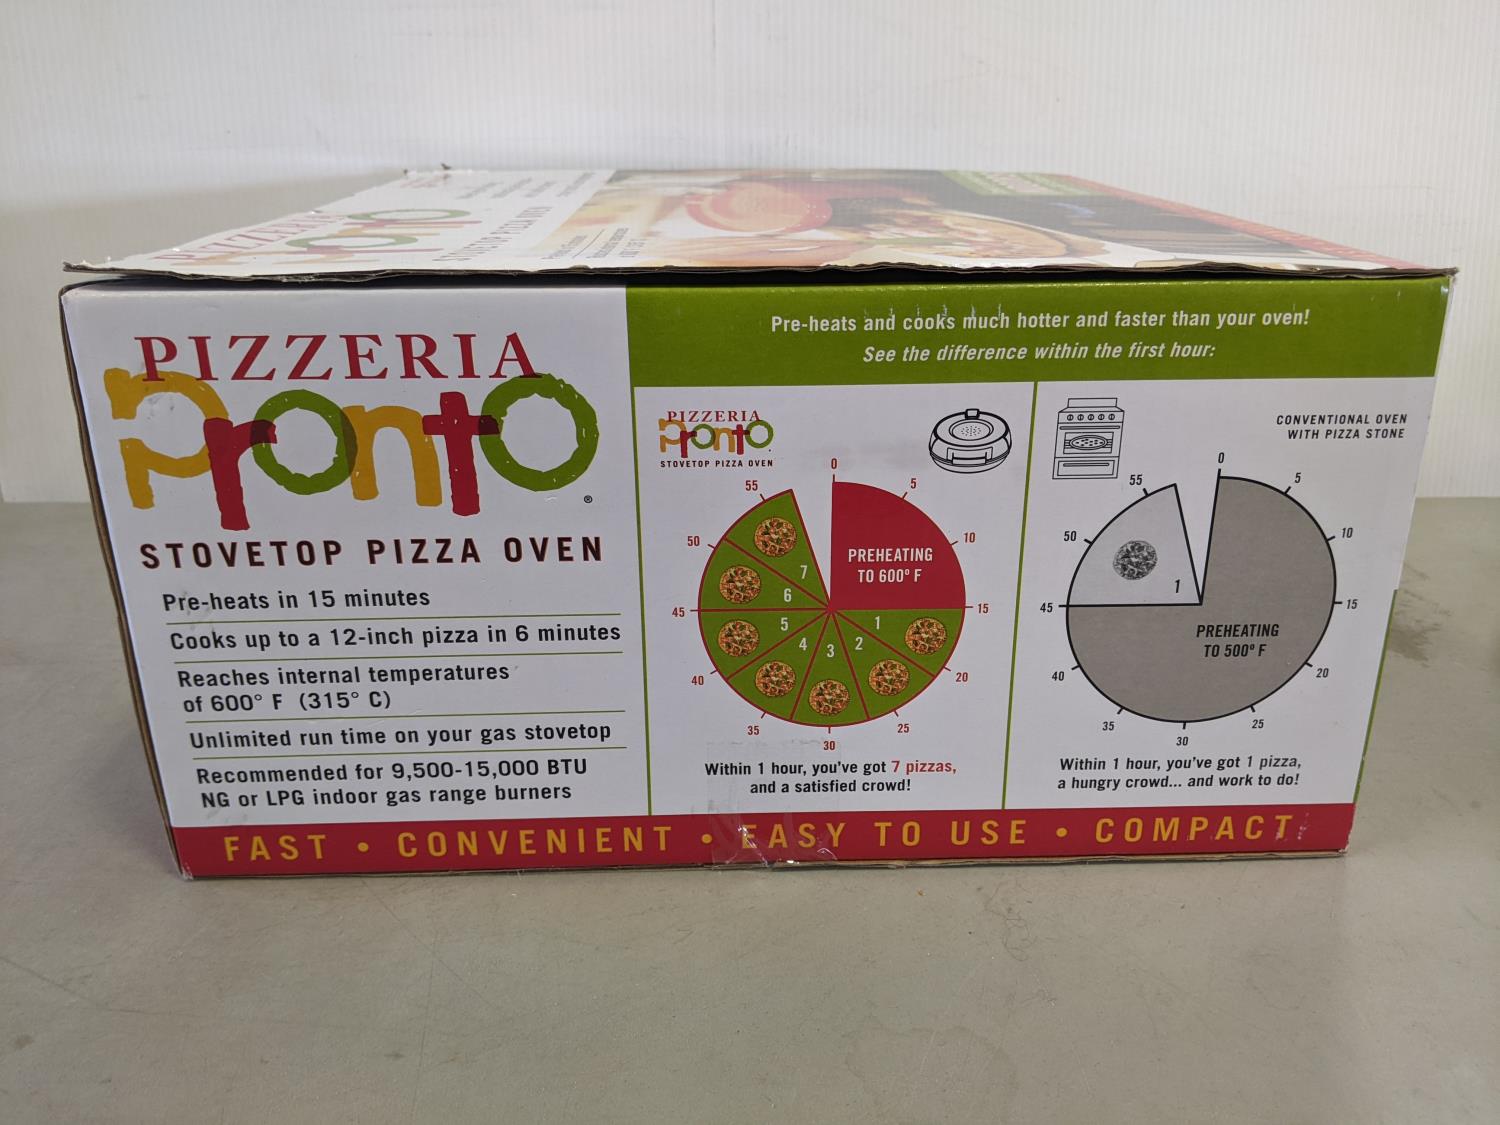 PIZZERIA
Pronto
STOVETOP PIZZA OVEN
PIZZERIA
Pronto®
STOVETOP PIZZA OVEN
Pre-heats in 15 minutes
Cooks up to a 12-inch pizza in 6 minutes
Reaches internal temperatures
of 600° F (315° C)
Unlimited run time on your gas stovetop
Recommended for 9,500-15,000 BTU
NG or LPG indoor gas range burners
Pre-heats and cooks much hotter and faster than your oven!
See the difference within the first hour:
PIZZERIA
Pronto
STOVETOP PIZZA OVEN
0
5
10
15
20
25
30
35
40
45
50
55
PREHEATING
TO 600° F
1
2
3
4
5
6
7
Within 1 hour, you've got 7 pizzas,
and a satisfied crowd!
CONVENTIONAL OVEN
WITH PIZZA STONE
0
5
10
15
20
25
30
35
40
45
50
55
PREHEATING
TO 500° F
1
Within 1 hour, you've got 1 pizza,
a hungry crowd... and work to do!
FAST • CONVENIENT • EASY TO USE • COMPACT